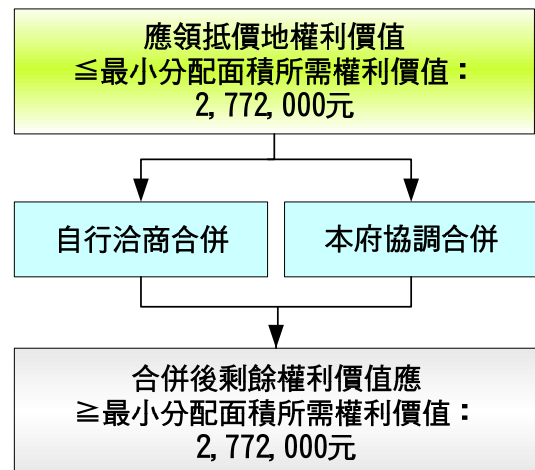 應領抵價地權利價值
≦最小分配面積所需權利價值：
2,772,000元
自行洽商合併
本府協調合併
合併後剩餘權利價值應
≧最小分配面積所需權利價值：
2,772,000元